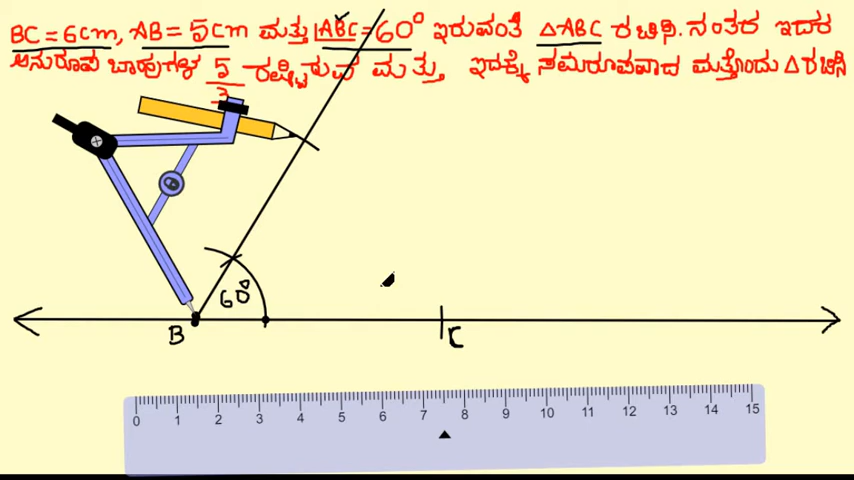 BC = 6cm, AB = 5cm ಮತ್ತು ∠ABC = 60° ಇರುವಂತೆ △ABC ರಚಿಸಿ. ನಂತರ ಇದರ
ಅನುರೂಪ ಬಾಹುಗಳ 5/3 ರಷ್ಟಿರುವ ಮತ್ತು ಇದಕ್ಕೆ ಸಮರೂಪವಾದ ಮತ್ತೊಂದು △ ರಚಿಸಿ
60°
B C
0 1 2 3 4 5 6 7 8 9 10 11 12 13 14 15